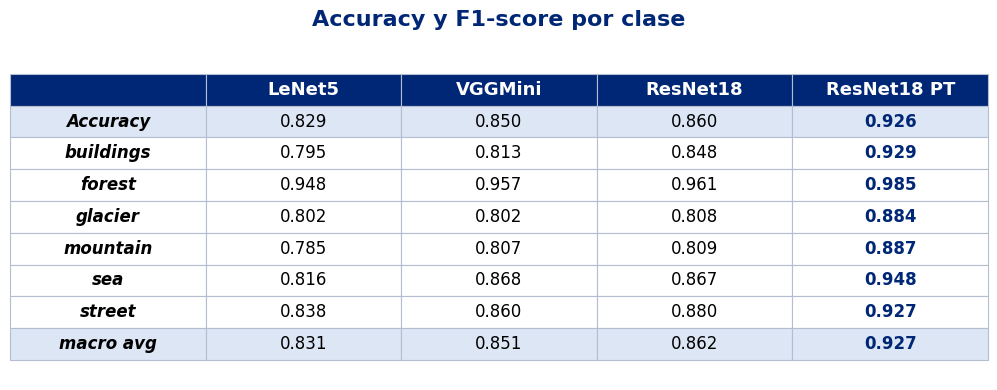 Accuracy y F1-score por clase
LeNet5 VGGMini ResNet18 ResNet18 PT
Accuracy 0.829 0.850 0.860 0.926
buildings 0.795 0.813 0.848 0.929
forest 0.948 0.957 0.961 0.985
glacier 0.802 0.802 0.808 0.884
mountain 0.785 0.807 0.809 0.887
sea 0.816 0.868 0.867 0.948
street 0.838 0.860 0.880 0.927
macro avg 0.831 0.851 0.862 0.927